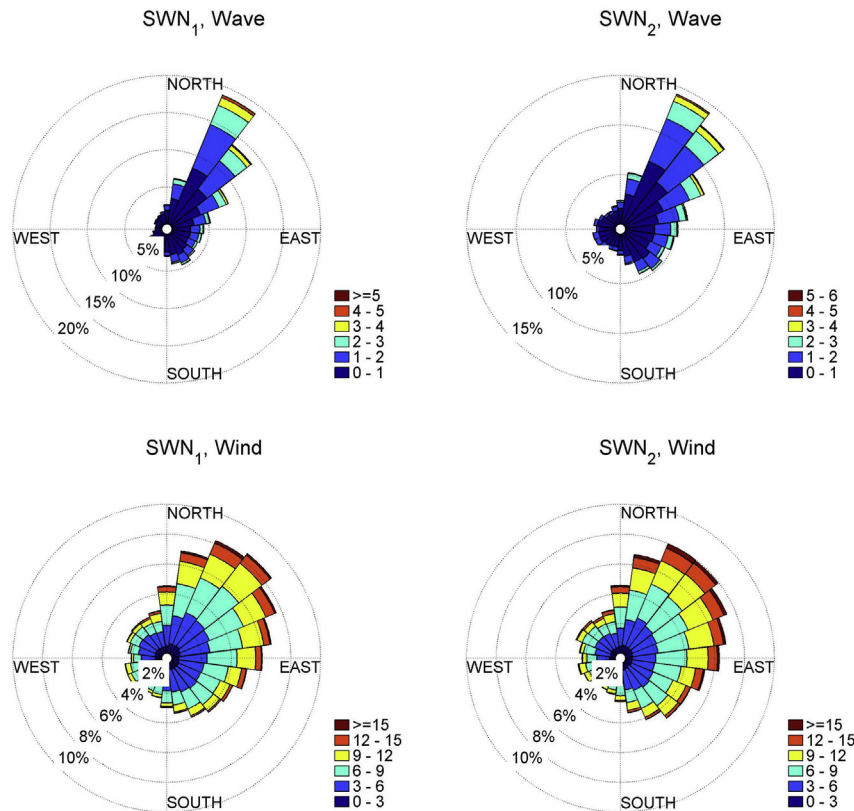 SWN1, Wave
NORTH
WEST
EAST
SOUTH
5%
10%
15%
20%
>=5
4 - 5
3 - 4
2 - 3
1 - 2
0 - 1
SWN2, Wave
NORTH
WEST
EAST
SOUTH
5%
10%
15%
5 - 6
4 - 5
3 - 4
2 - 3
1 - 2
0 - 1
SWN1, Wind
NORTH
WEST
EAST
SOUTH
2%
4%
6%
8%
10%
>=15
12 - 15
9 - 12
6 - 9
3 - 6
0 - 3
SWN2, Wind
NORTH
WEST
EAST
SOUTH
2%
4%
6%
8%
10%
>=15
12 - 15
9 - 12
6 - 9
3 - 6
0 - 3